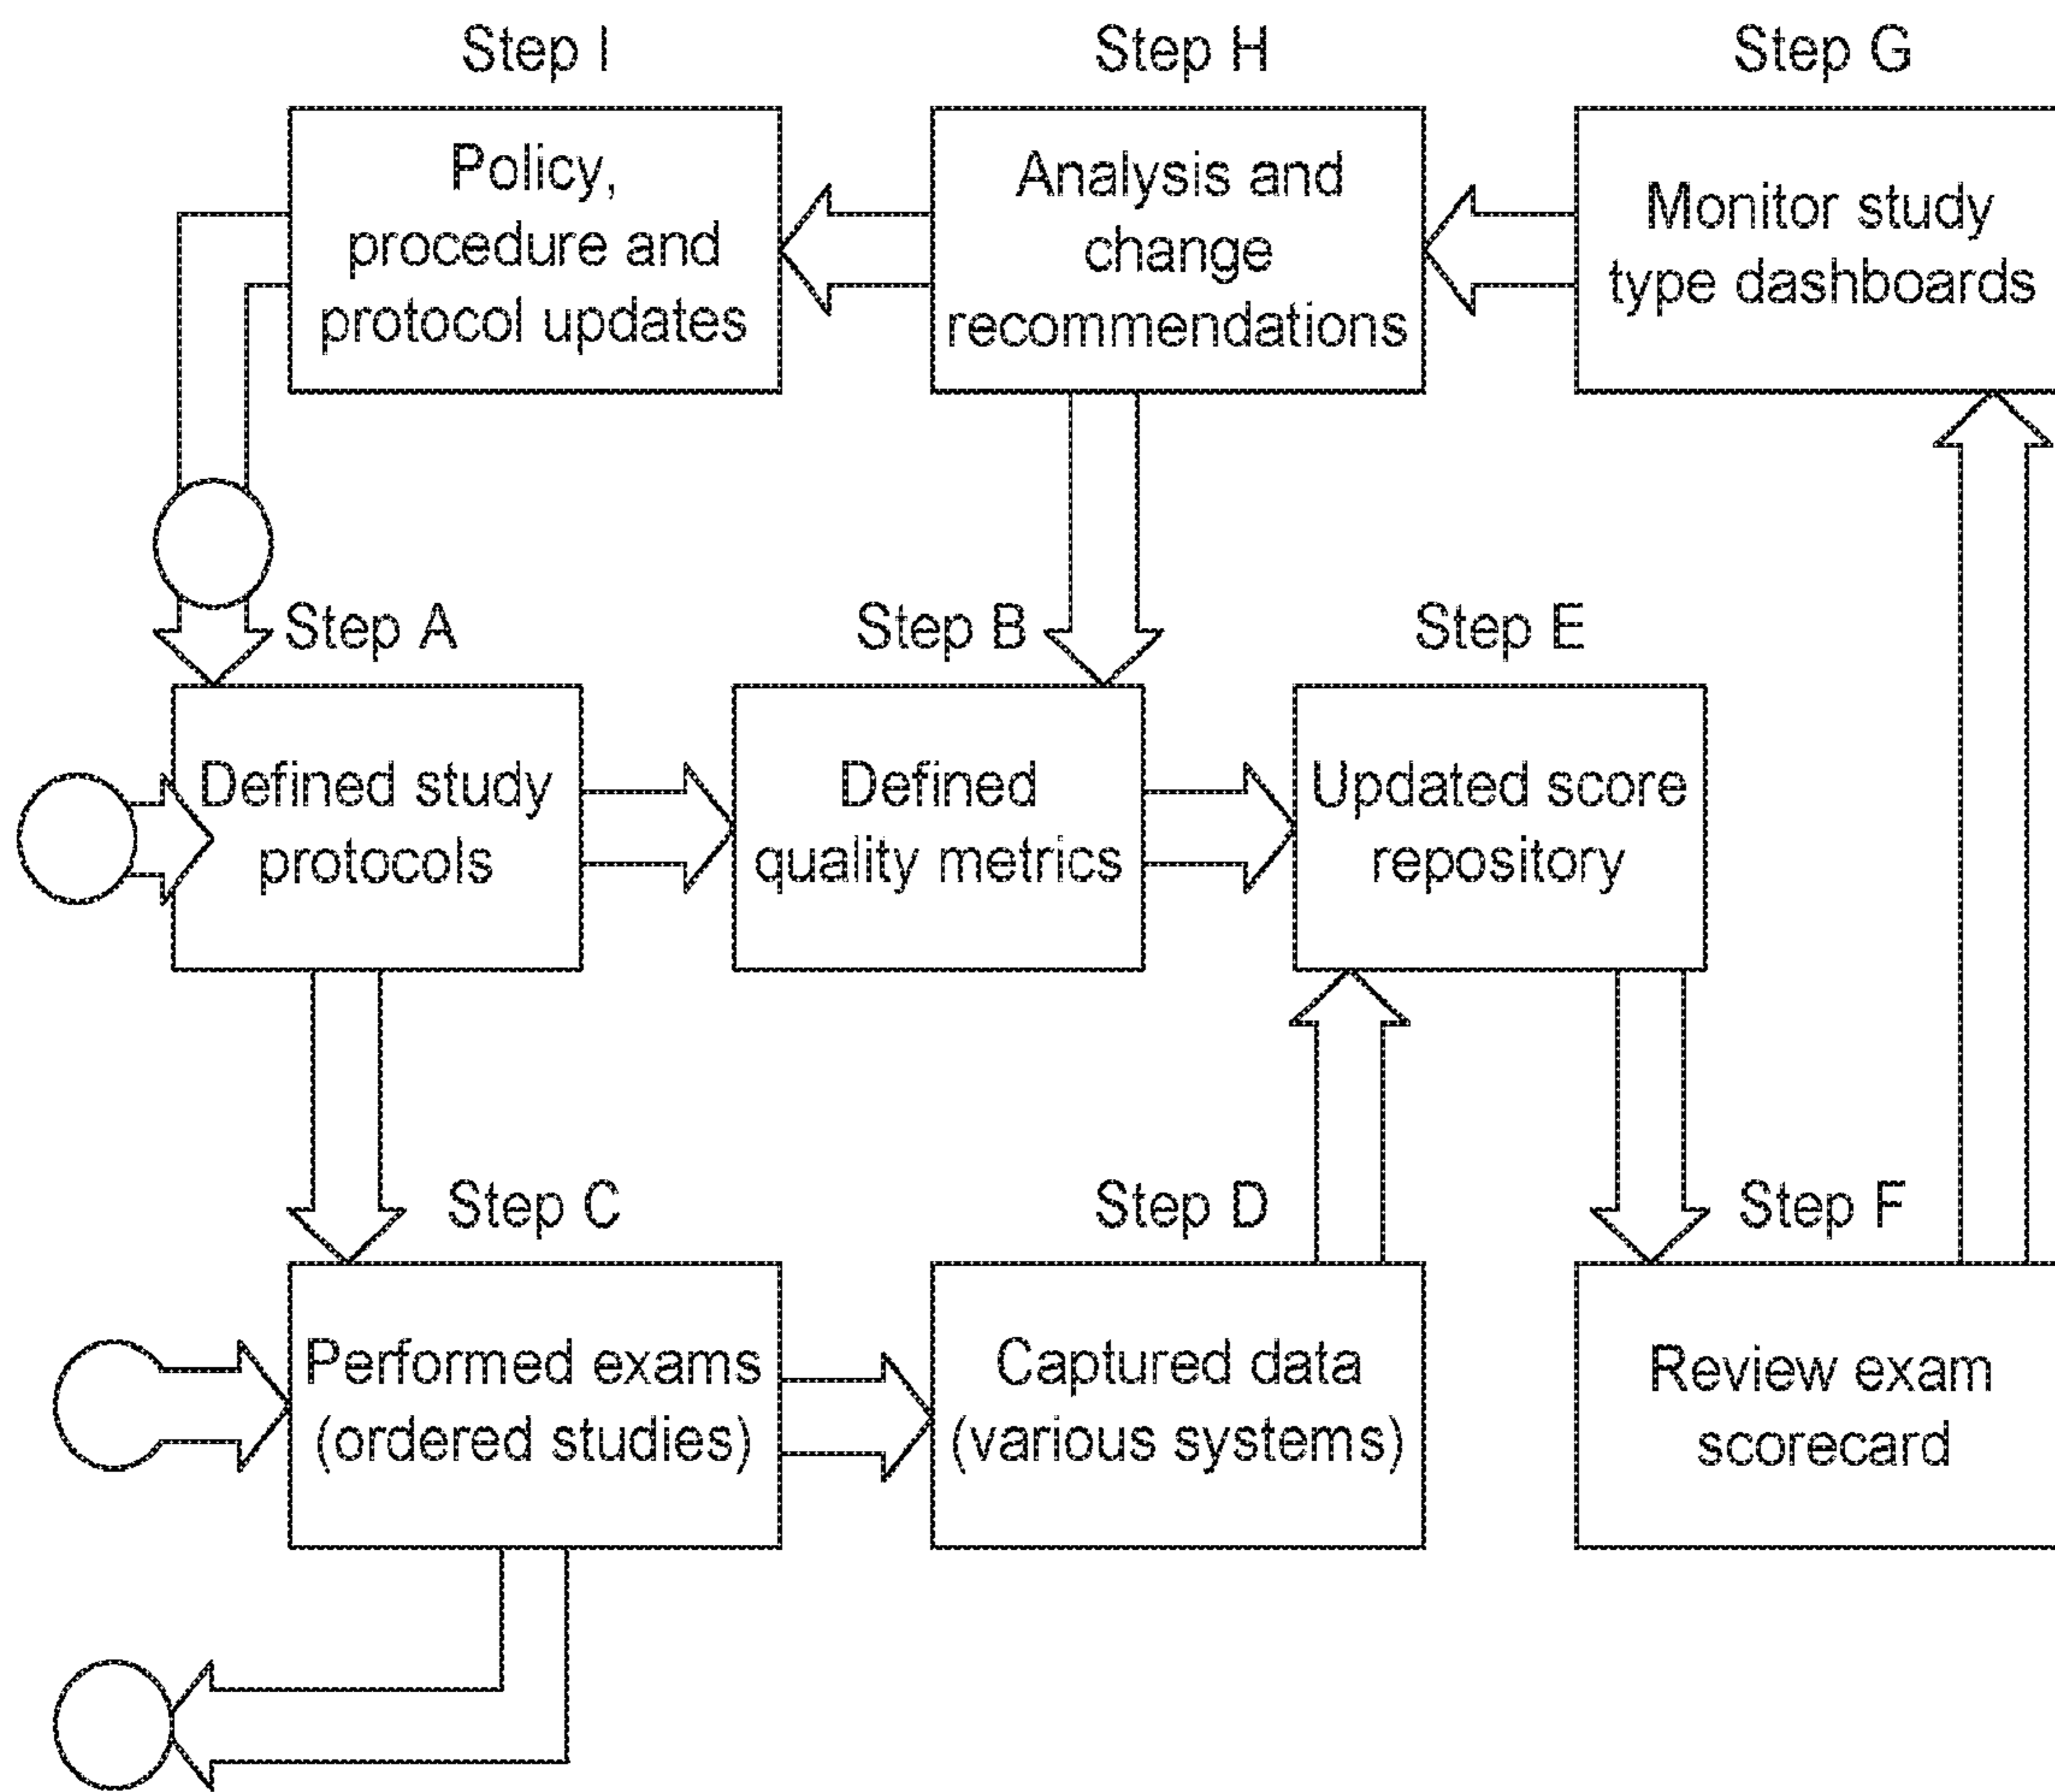 Step I
Step H
Step G
Policy,
procedure and
protocol updates
Analysis and
change
recommendations
Monitor study
type dashboards
Step A
Step B
Step E
Defined study
protocols
Defined
quality metrics
Updated score
repository
Step C
Step D
Step F
Performed exams
(ordered studies)
Captured data
(various systems)
Review exam
scorecard